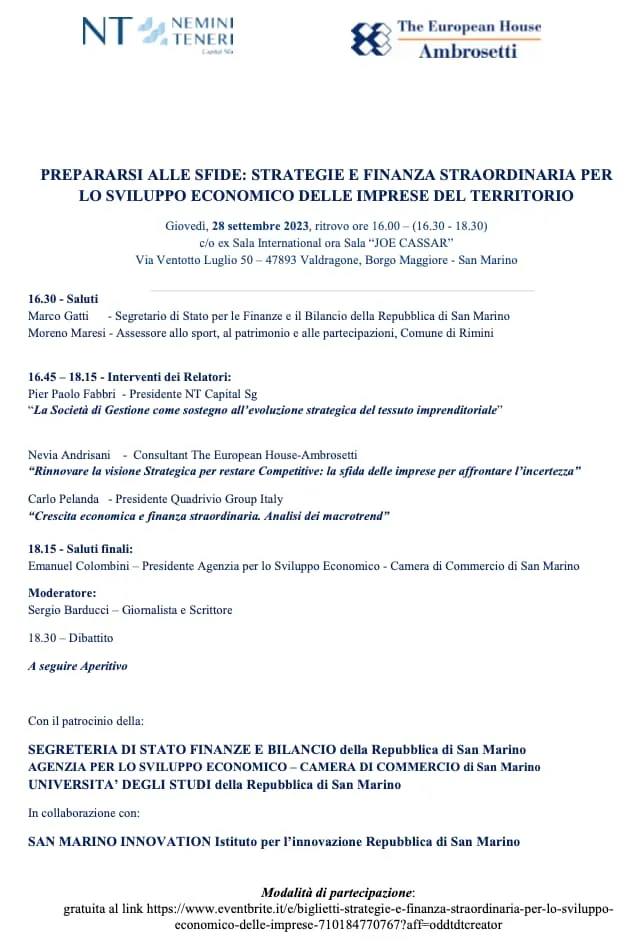 NT NEMINI
TENERI
Capital SG
The European House
Ambrosetti
PREPARARSI ALLE SFIDE: STRATEGIE E FINANZA STRAORDINARIA PER
LO SVILUPPO ECONOMICO DELLE IMPRESE DEL TERRITORIO
Giovedì, 28 settembre 2023, ritrovo ore 16.00 – (16.30 - 18.30)
c/o ex Sala International ora Sala “JOE CASSAR”
Via Ventotto Luglio 50 – 47893 Valdragone, Borgo Maggiore - San Marino
16.30 - Saluti
Marco Gatti - Segretario di Stato per le Finanze e il Bilancio della Repubblica di San Marino
Moreno Maresi - Assessore allo sport, al patrimonio e alle partecipazioni, Comune di Rimini
16.45 – 18.15 - Interventi dei Relatori:
Pier Paolo Fabbri - Presidente NT Capital Sg
“La Società di Gestione come sostegno all’evoluzione strategica del tessuto imprenditoriale”
Nevia Andrisani - Consultant The European House-Ambrosetti
“Rinnovare la visione Strategica per restare Competitive: la sfida delle imprese per affrontare l’incertezza”
Carlo Pelanda - Presidente Quadrivio Group Italy
“Crescita economica e finanza straordinaria. Analisi dei macrotrend”
18.15 - Saluti finali:
Emanuel Colombini – Presidente Agenzia per lo Sviluppo Economico - Camera di Commercio di San Marino
Moderatore:
Sergio Barducci – Giornalista e Scrittore
18.30 – Dibattito
A seguire Aperitivo
Con il patrocinio della:
SEGRETERIA DI STATO FINANZE E BILANCIO della Repubblica di San Marino
AGENZIA PER LO SVILUPPO ECONOMICO – CAMERA DI COMMERCIO di San Marino
UNIVERSITA’ DEGLI STUDI della Repubblica di San Marino
In collaborazione con:
SAN MARINO INNOVATION Istituto per l’innovazione Repubblica di San Marino
Modalità di partecipazione:
gratuita al link https://www.eventbrite.it/e/biglietti-strategie-e-finanza-straordinaria-per-lo-sviluppo-
economico-delle-imprese-710184770767?aff=oddtdtcreator